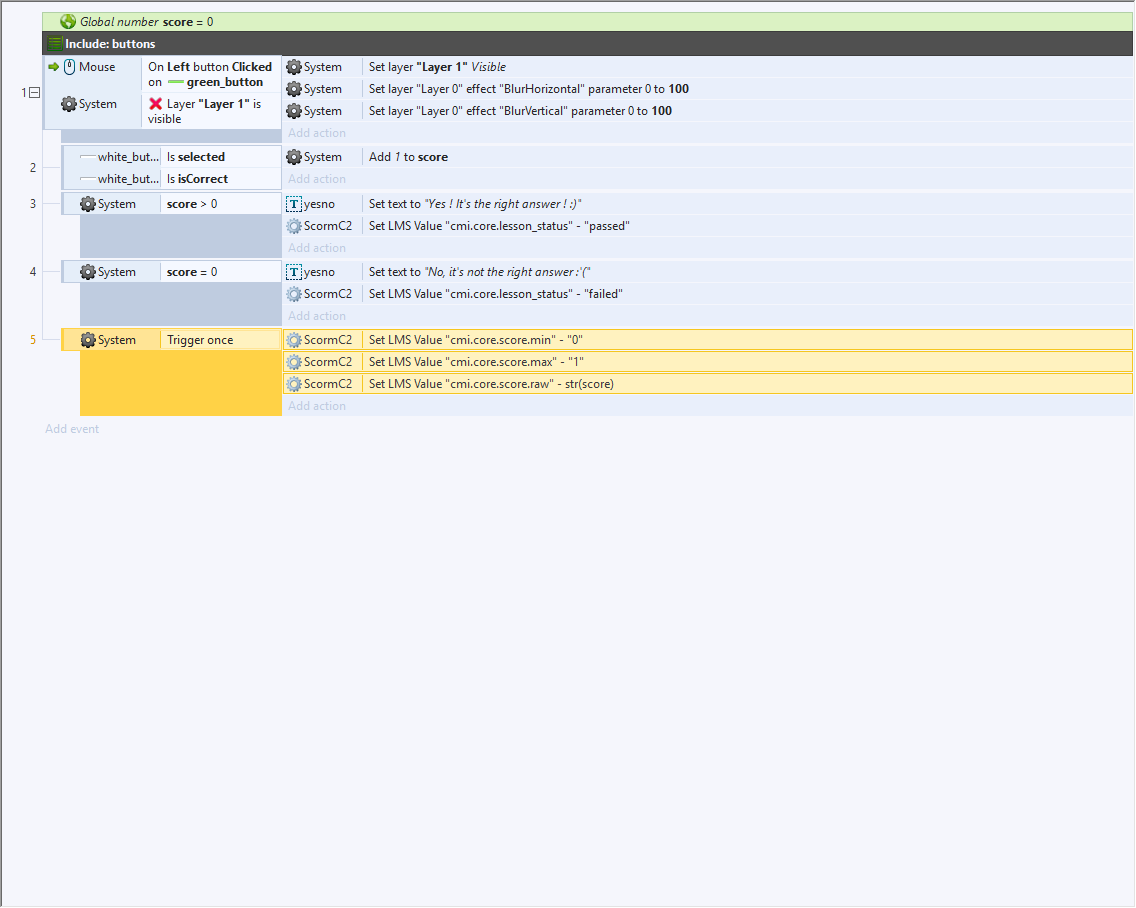 Global number score = 0
Include: buttons
1
Mouse On Left button Clicked on green_button
System Layer "Layer 1" is visible
System Set layer "Layer 1" Visible
System Set layer "Layer 0" effect "BlurHorizontal" parameter 0 to 100
System Set layer "Layer 0" effect "BlurVertical" parameter 0 to 100
Add action
2
white_but... Is selected
white_but... Is isCorrect
System Add 1 to score
Add action
3
System score > 0
T yesno Set text to "Yes ! It's the right answer ! :)"
ScormC2 Set LMS Value "cmi.core.lesson_status" - "passed"
Add action
4
System score = 0
T yesno Set text to "No, it's not the right answer :'("
ScormC2 Set LMS Value "cmi.core.lesson_status" - "failed"
Add action
5
System Trigger once
ScormC2 Set LMS Value "cmi.core.score.min" - "0"
ScormC2 Set LMS Value "cmi.core.score.max" - "1"
ScormC2 Set LMS Value "cmi.core.score.raw" - str(score)
Add action
Add event